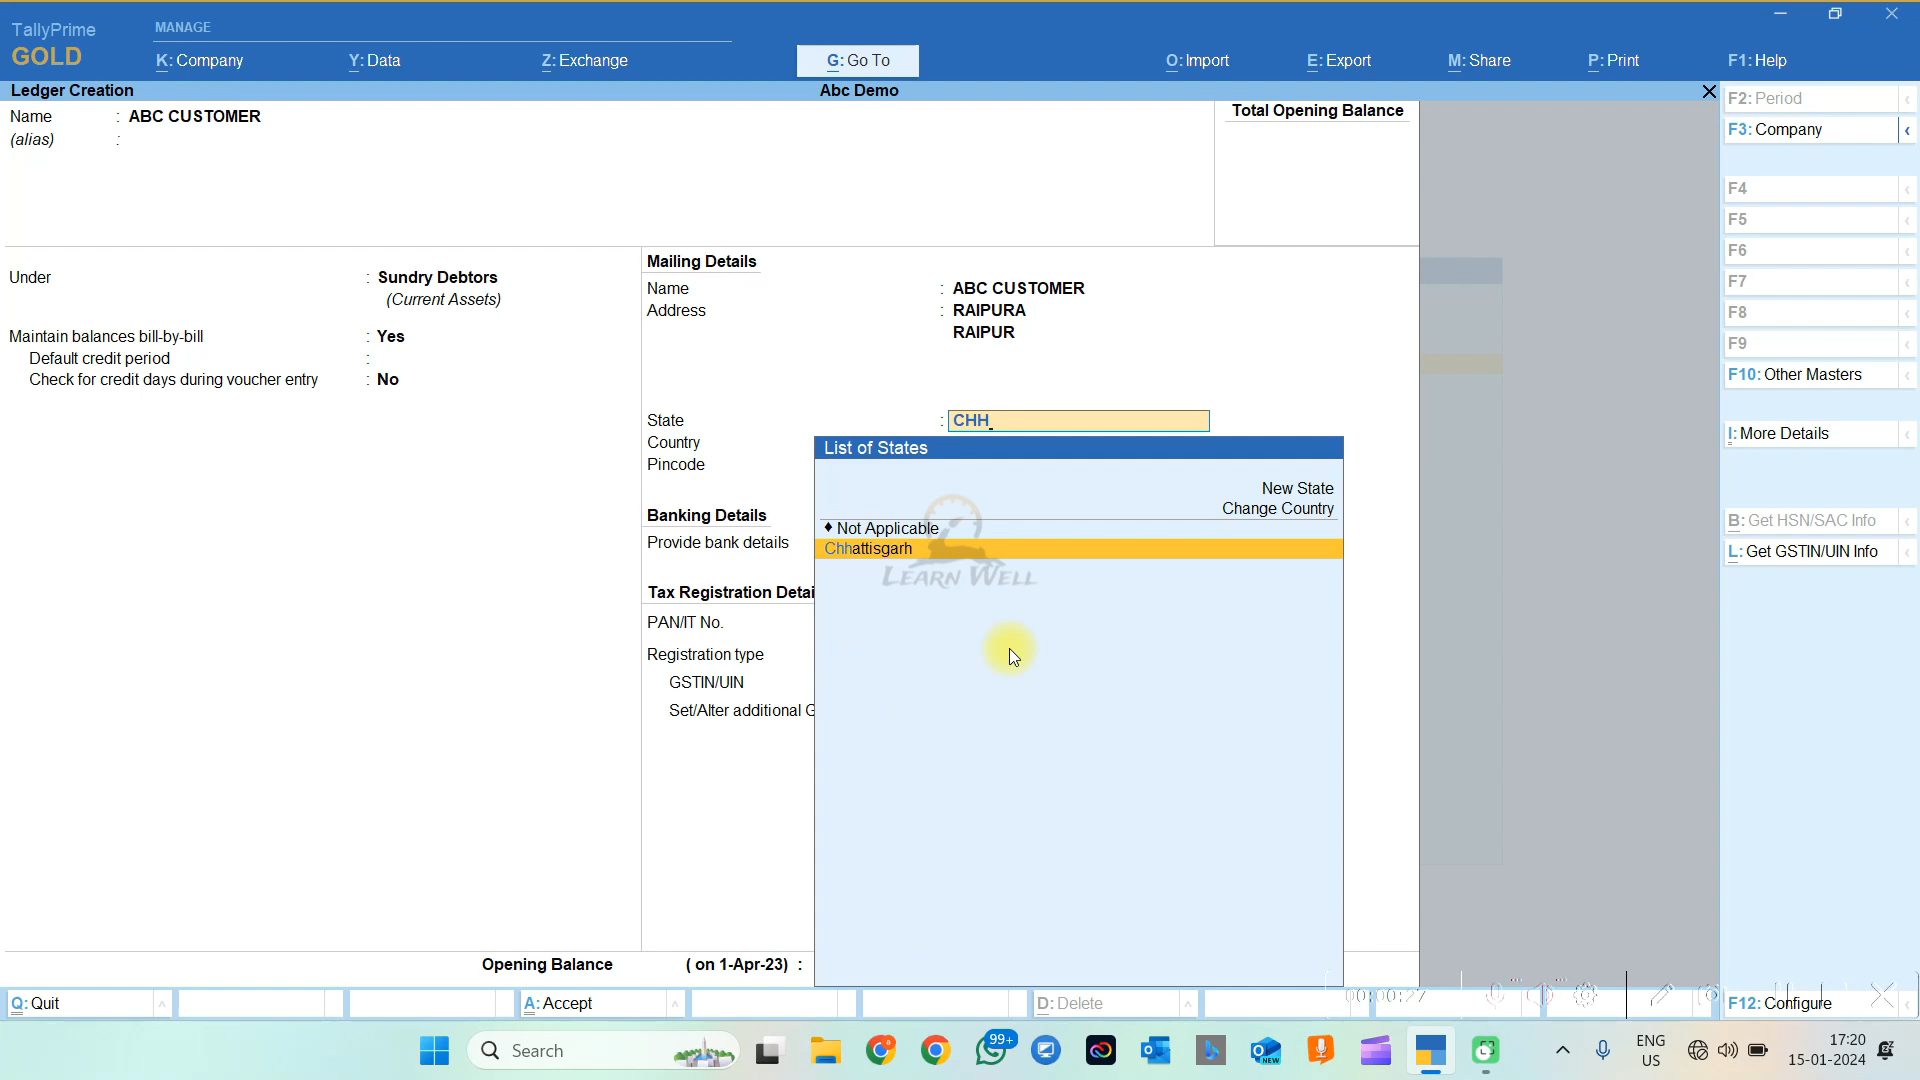 TallyPrime
GOLD
MANAGE
K: Company
Y: Data
Z: Exchange
G: Go To
O: Import
E: Export
M: Share
P: Print
F1: Help
Ledger Creation
Abc Demo
Name : ABC CUSTOMER
(alias) :
Total Opening Balance
Under : Sundry Debtors
(Current Assets)
Maintain balances bill-by-bill : Yes
Default credit period :
Check for credit days during voucher entry : No
Mailing Details
Name : ABC CUSTOMER
Address : RAIPURA
RAIPUR
State : CHH
Country
Pincode
Banking Details
Provide bank details
Tax Registration Detai
PAN/IT No.
Registration type
GSTIN/UIN
Set/Alter additional G
List of States
New State
Change Country
♦ Not Applicable
Chhattisgarh
LEARN WELL
Opening Balance ( on 1-Apr-23) :
F2: Period
F3: Company
F4
F5
F6
F7
F8
F9
F10: Other Masters
I: More Details
B: Get HSN/SAC Info
L: Get GSTIN/UIN Info
F12: Configure
Q: Quit
A: Accept
D: Delete
00:00:27
Search
99+
NEW
ENG
US
17:20
15-01-2024